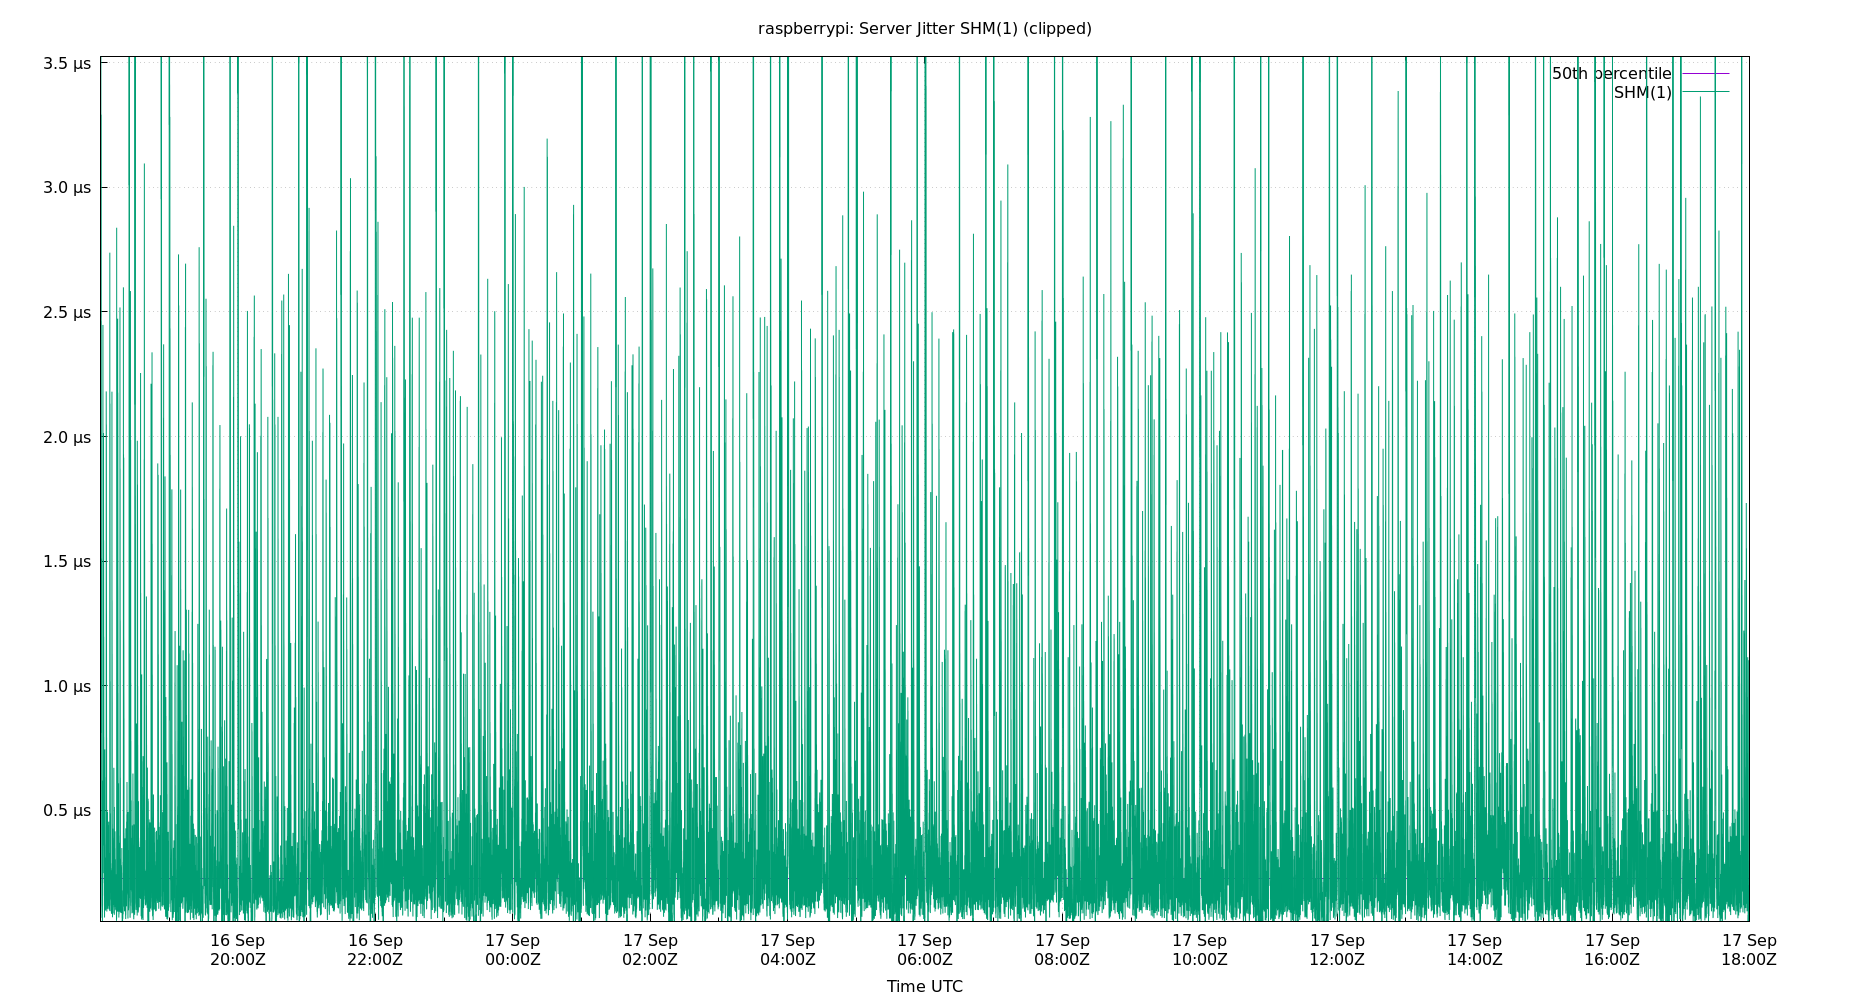 raspberrypi: Server Jitter SHM(1) (clipped)
3.5 µs
3.0 µs
2.5 µs
2.0 µs
1.5 µs
1.0 µs
0.5 µs
50th percentile
SHM(1)
16 Sep 16 Sep 17 Sep 17 Sep 17 Sep 17 Sep 17 Sep 17 Sep 17 Sep 17 Sep 17 Sep 17 Sep
20:00Z 22:00Z 00:00Z 02:00Z 04:00Z 06:00Z 08:00Z 10:00Z 12:00Z 14:00Z 16:00Z 18:00Z
Time UTC